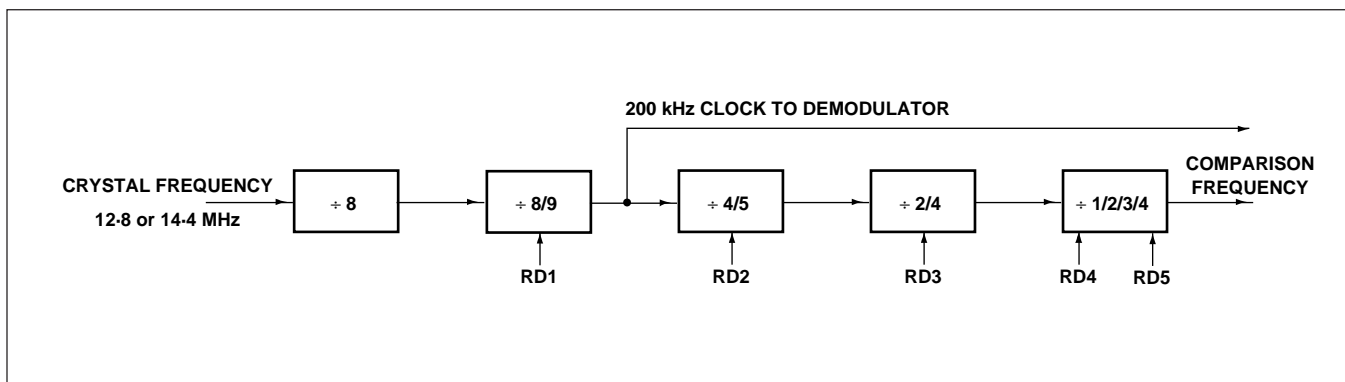 200 kHz CLOCK TO DEMODULATOR
COMPARISON
FREQUENCY
CRYSTAL FREQUENCY
12·8 or 14·4 MHz
÷ 8
÷ 8/9
÷ 4/5
÷ 2/4
÷ 1/2/3/4
RD1
RD2
RD3
RD4
RD5